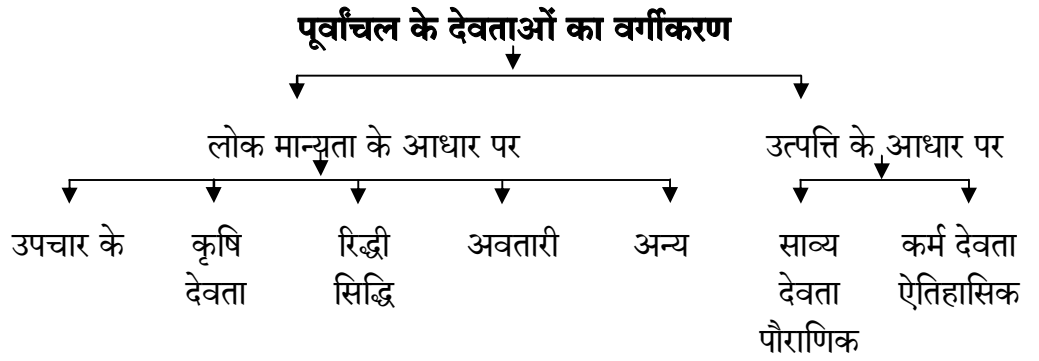 पूर्वांचल के देवताओं का वर्गीकरण
लोक मान्यता के आधार पर
उत्पत्ति के आधार पर
उपचार के
कृषि
देवता
रिद्धी
सिद्धि
अवतारी
अन्य
साव्य
देवता
पौराणिक
कर्म देवता
ऐतिहासिक